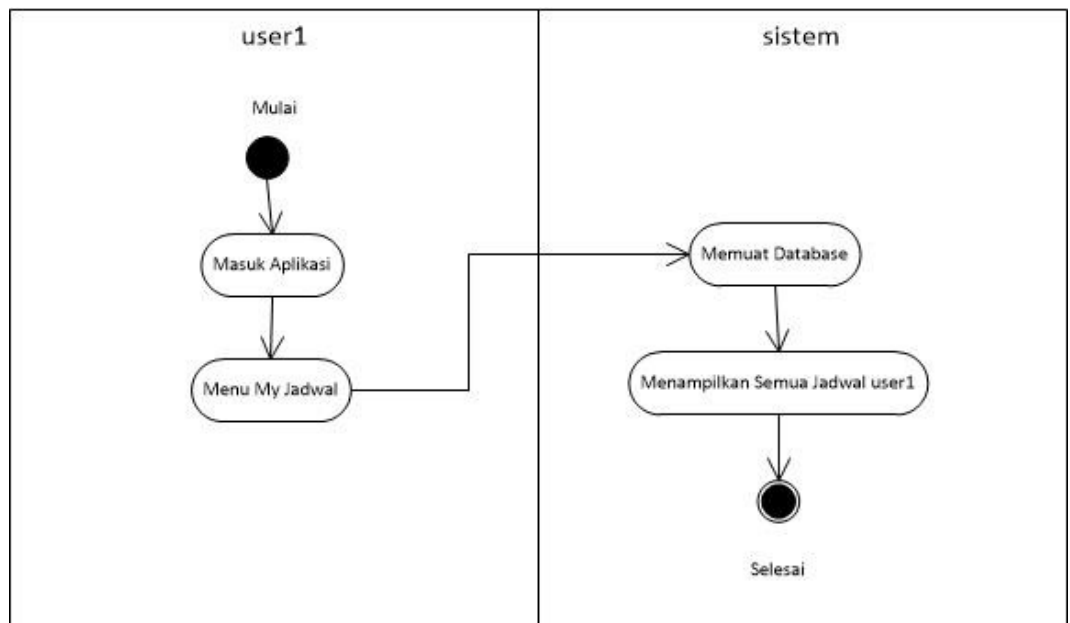 user1
sistem
Mulai
Masuk Aplikasi
Menu My Jadwal
Memuat Database
Menampilkan Semua Jadwal user1
Selesai